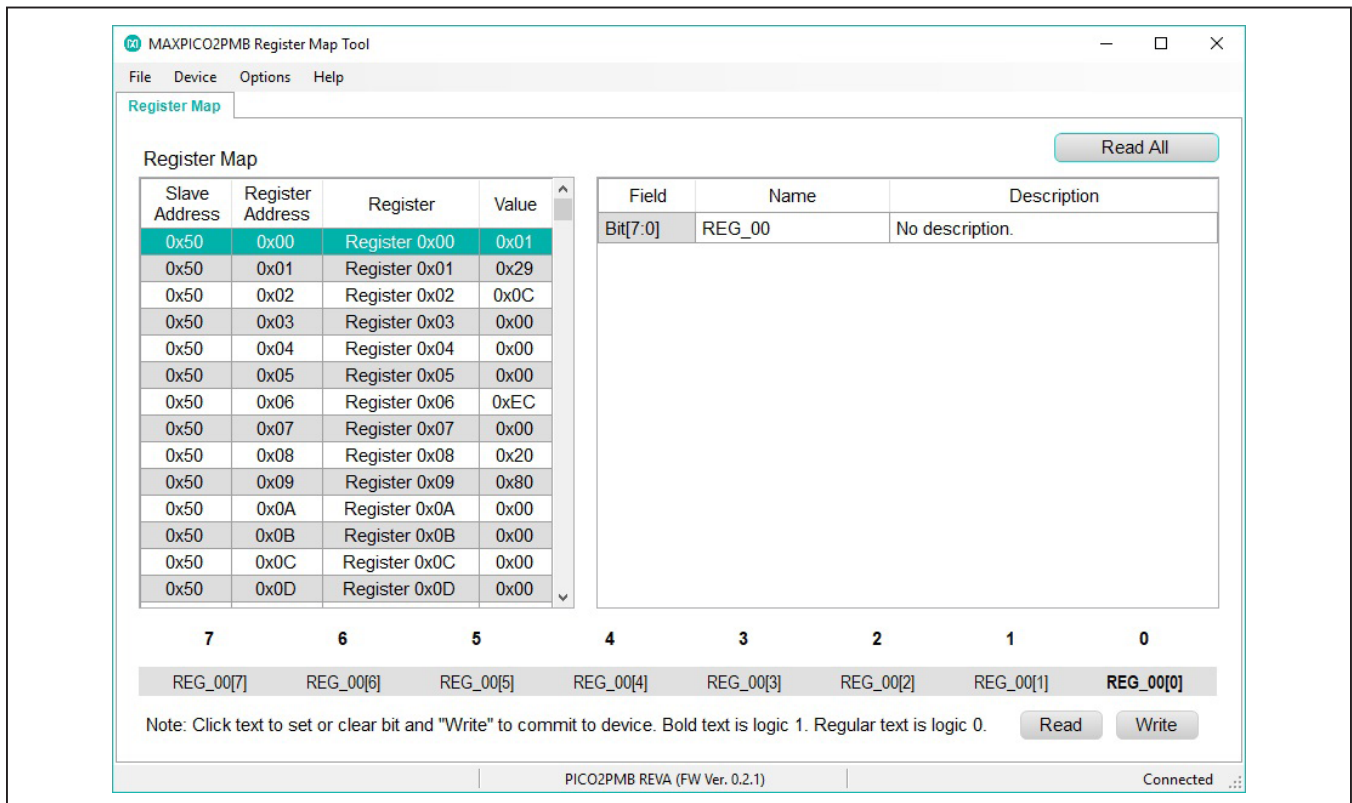 MAXPICO2PMB Register Map Tool
File Device Options Help
Register Map
Read All
Register Map
Slave Address Register Address Register Value
0x50 0x00 Register 0x00 0x01
0x50 0x01 Register 0x01 0x29
0x50 0x02 Register 0x02 0x0C
0x50 0x03 Register 0x03 0x00
0x50 0x04 Register 0x04 0x00
0x50 0x05 Register 0x05 0x00
0x50 0x06 Register 0x06 0xEC
0x50 0x07 Register 0x07 0x00
0x50 0x08 Register 0x08 0x20
0x50 0x09 Register 0x09 0x80
0x50 0x0A Register 0x0A 0x00
0x50 0x0B Register 0x0B 0x00
0x50 0x0C Register 0x0C 0x00
0x50 0x0D Register 0x0D 0x00
Field Name Description
Bit[7:0] REG_00 No description.
7 6 5 4 3 2 1 0
REG_00[7] REG_00[6] REG_00[5] REG_00[4] REG_00[3] REG_00[2] REG_00[1] REG_00[0]
Note: Click text to set or clear bit and "Write" to commit to device. Bold text is logic 1. Regular text is logic 0. Read Write
PICO2PMB REVA (FW Ver. 0.2.1) Connected